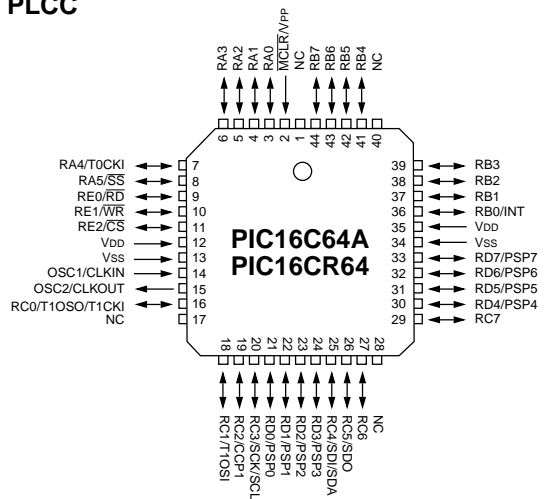 PLCC
RA3
RA2
RA1
RA0
MCLR/VPP
NC
RB7
RB6
RB5
RB4
NC
6
5
4
3
2
1
44
43
42
41
40
RA4/T0CKI 7
RA5/SS 8
RE0/RD 9
RE1/WR 10
RE2/CS 11
VDD 12
VSS 13
OSC1/CLKIN 14
OSC2/CLKOUT 15
RC0/T1OSO/T1CKI 16
NC 17
PIC16C64A
PIC16CR64
39 RB3
38 RB2
37 RB1
36 RB0/INT
35 VDD
34 VSS
33 RD7/PSP7
32 RD6/PSP6
31 RD5/PSP5
30 RD4/PSP4
29 RC7
18
19
20
21
22
23
24
25
26
27
28
RC1/T1OSI
RC2/CCP1
RC3/SCK/SCL
RD0/PSP0
RD1/PSP1
RD2/PSP2
RD3/PSP3
RC4/SDI/SDA
RC5/SDO
RC6
NC